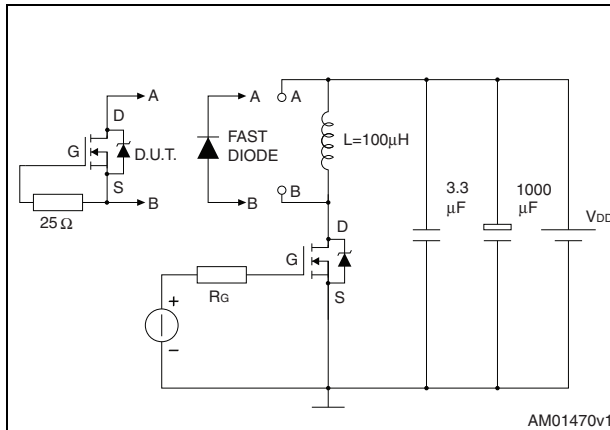 A
D
G
D.U.T.
S
B
25 Ω
A
FAST
DIODE
B
A
B
L=100μH
D
G
S
RG
+
–
3.3
μF
1000
μF
VDD
AM01470v1